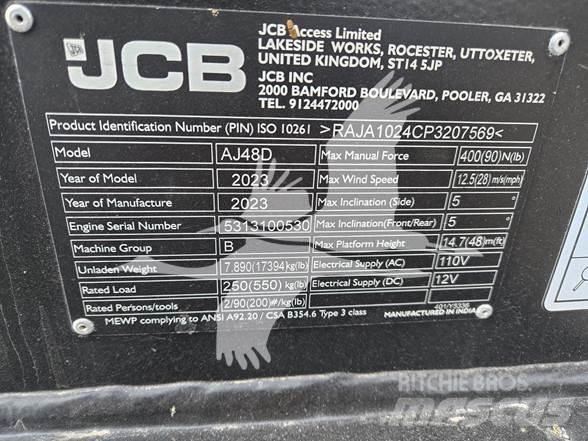 JCB
JCB Access Limited
LAKESIDE WORKS, ROCESTER, UTTOXETER,
UNITED KINGDOM, ST14 5JP
JCB INC
2000 BAMFORD BOULEVARD, POOLER, GA 31322
TEL. 9124472000
Product Identification Number (PIN) ISO 10261 >RAJA1024CP3207569<
Model AJ48D Max Manual Force 400(90)N(lb)
Year of Model 2023 Max Wind Speed 12.5(28) m/s(mph)
Year of Manufacture 2023 Max Inclination (Side) 5 °
Engine Serial Number 5313100530 Max Inclination(Front/Rear) 5 °
Machine Group B Max Platform Height 14.7(48)m(ft)
Unladen Weight 7,890(17394)kg(lb) Electrical Supply (AC) 110V
Rated Load 250(550)kg(lb) Electrical Supply (DC) 12V
Rated Persons/tools 2/90(200)#/kg(lb)
401/Y5336
MEWP complying to ANSI A92.20 / CSA B354.6 Type 3 class MANUFACTURED IN INDIA
RITCHIE BROS.
Mascus